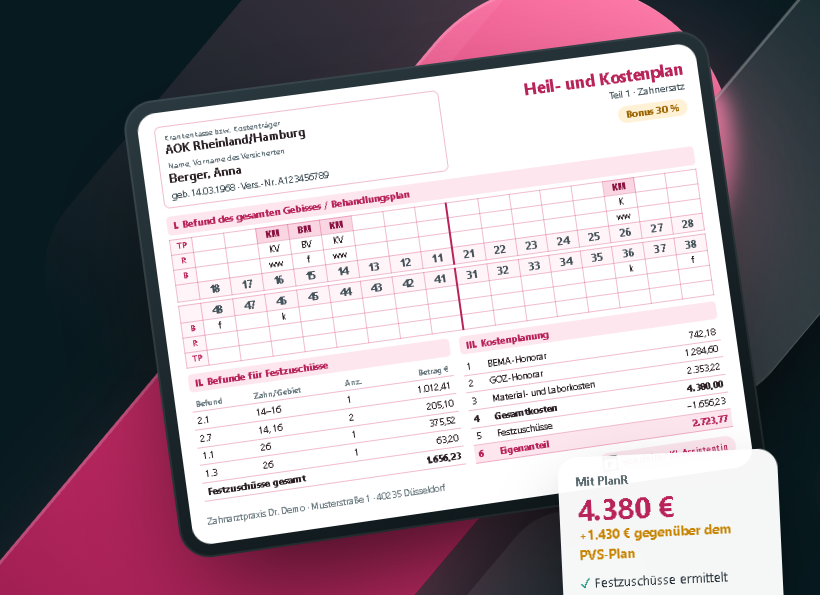 Krankenkasse bzw. Kostenträger
AOK Rheinland/Hamburg
Name, Vorname des Versicherten
Berger, Anna
geb. 14.03.1968 · Vers.-Nr. A123456789
Heil- und Kostenplan
Teil 1 · Zahnersatz
Bonus 30 %
I. Befund des gesamten Gebisses / Behandlungsplan
TP KM BM KM KM
R KV BV KV K
B ww f ww ww
18 17 16 15 14 13 12 11 21 22 23 24 25 26 27 28
48 47 46 45 44 43 42 41 31 32 33 34 35 36 37 38
B f k k f
R
TP
II. Befunde für Festzuschüsse
Befund Zahn/Gebiet Anz. Betrag €
2.1 14–16 1 1.012,41
2.7 14, 16 2 205,10
1.1 26 1 375,52
1.3 26 1 63,20
Festzuschüsse gesamt 1.656,23
III. Kostenplanung
1 BEMA-Honorar 742,18
2 GOZ-Honorar 1.284,60
3 Material- und Laborkosten 2.353,22
4 Gesamtkosten 4.380,00
5 Festzuschüsse −1.656,23
6 Eigenanteil 2.723,77
KI-Assistentin
Zahnarztpraxis Dr. Demo · Musterstraße 1 · 40235 Düsseldorf
Mit PlanR
4.380 €
+1.430 € gegenüber dem
PVS-Plan
✓ Festzuschüsse ermittelt